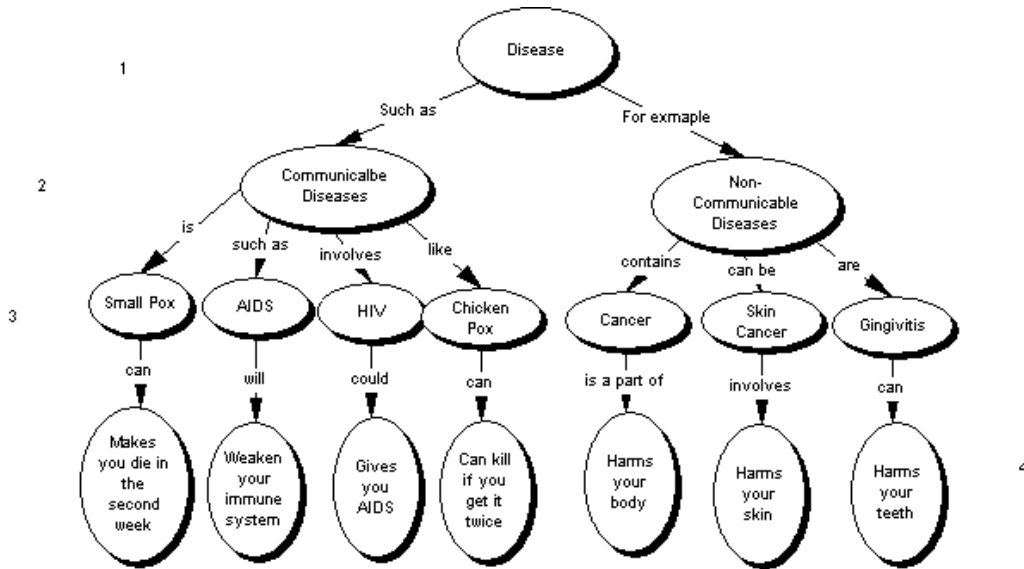 Disease
1
Such as
For exmaple
Communicalbe
Diseases
Non-
Communicable
Diseases
2
is
such as
involves
like
contains
can be
are
Small Pox
AIDS
HIV
Chicken
Pox
Cancer
Skin
Cancer
Gingivitis
3
can
will
could
can
is a part of
involves
can
Makes
you die in
the
second
week
Weaken
your
immune
system
Gives
you
AIDS
Can kill
if you
get it
twice
Harms
your
body
Harms
your
skin
Harms
your
teeth
4